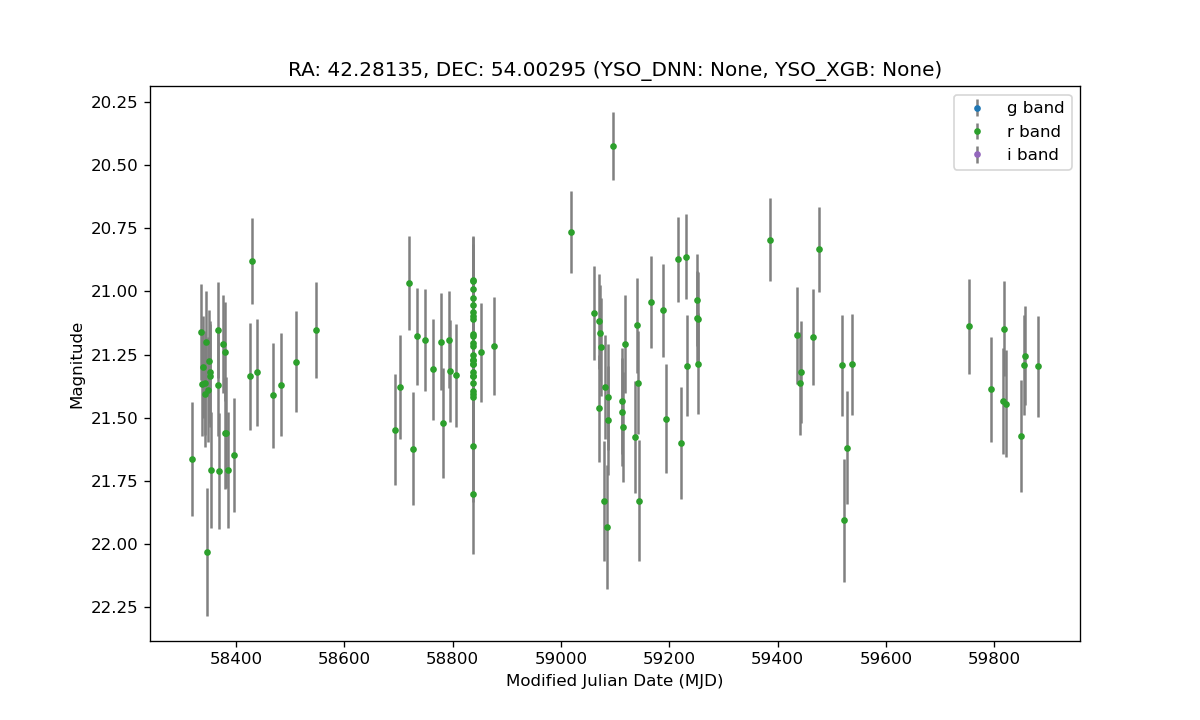 RA: 42.28135, DEC: 54.00295 (YSO_DNN: None, YSO_XGB: None)
g band
r band
i band
20.25
20.50
20.75
21.00
21.25
21.50
21.75
22.00
22.25
Magnitude
58400 58600 58800 59000 59200 59400 59600 59800
Modified Julian Date (MJD)